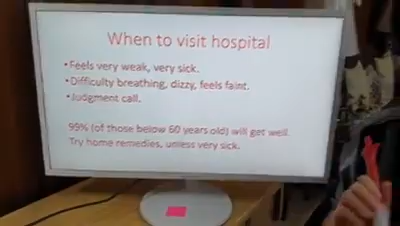 When to visit hospital
•Feels very weak, very sick.
•Difficulty breathing, dizzy, feels faint.
•Judgment call.
99% (of those below 60 years old) will get well.
Try home remedies, unless very sick.